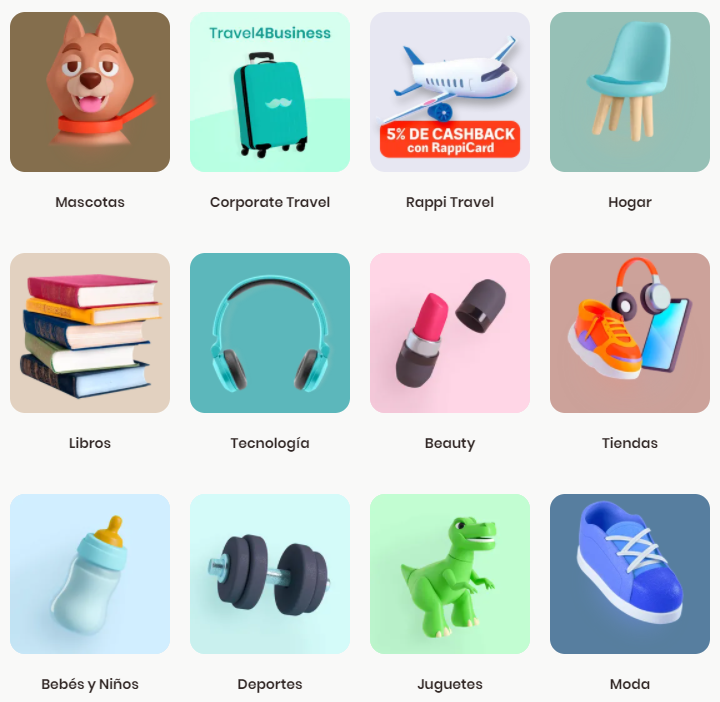 Travel4Business
5% DE CASHBACK
con RappiCard
Mascotas
Corporate Travel
Rappi Travel
Hogar
Libros
Tecnología
Beauty
Tiendas
Bebés y Niños
Deportes
Juguetes
Moda